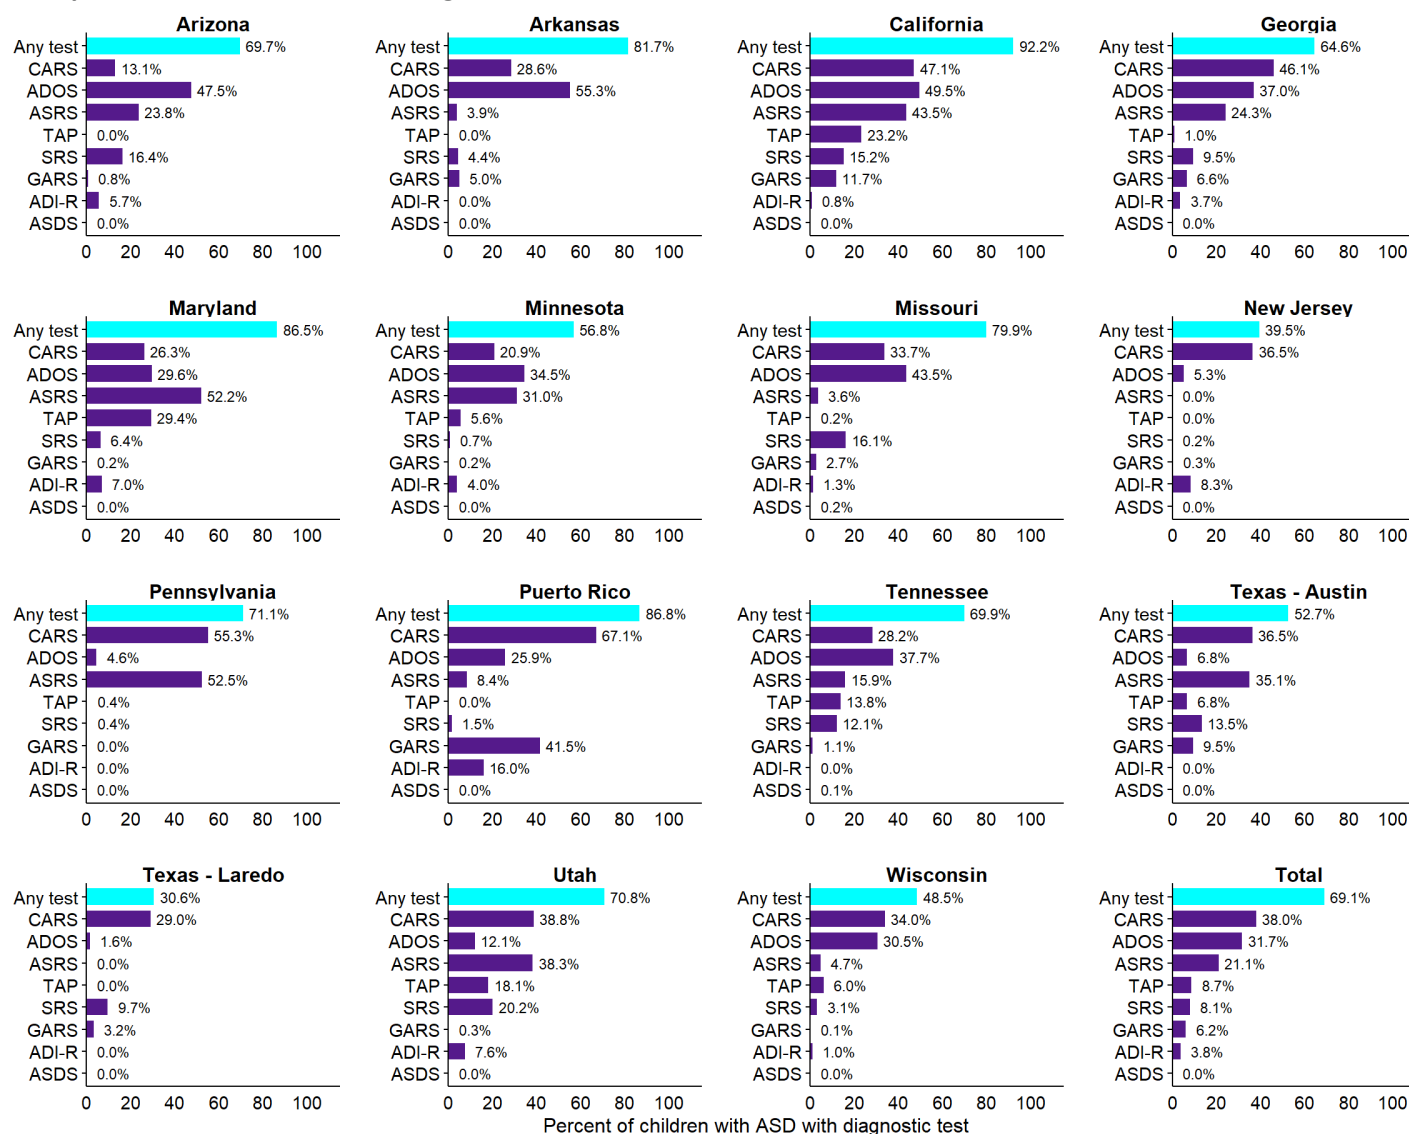 Arizona
Any test 69.7%
CARS 13.1%
ADOS 47.5%
ASRS 23.8%
TAP 0.0%
SRS 16.4%
GARS 0.8%
ADI-R 5.7%
ASDS 0.0%
0 20 40 60 80 100
Arkansas
Any test 81.7%
CARS 28.6%
ADOS 55.3%
ASRS 3.9%
TAP 0.0%
SRS 4.4%
GARS 5.0%
ADI-R 0.0%
ASDS 0.0%
0 20 40 60 80 100
California
Any test 92.2%
CARS 47.1%
ADOS 49.5%
ASRS 43.5%
TAP 23.2%
SRS 15.2%
GARS 11.7%
ADI-R 0.8%
ASDS 0.0%
0 20 40 60 80 100
Georgia
Any test 64.6%
CARS 46.1%
ADOS 37.0%
ASRS 24.3%
TAP 1.0%
SRS 9.5%
GARS 6.6%
ADI-R 3.7%
ASDS 0.0%
0 20 40 60 80 100
Maryland
Any test 86.5%
CARS 26.3%
ADOS 29.6%
ASRS 52.2%
TAP 29.4%
SRS 6.4%
GARS 0.2%
ADI-R 7.0%
ASDS 0.0%
0 20 40 60 80 100
Minnesota
Any test 56.8%
CARS 20.9%
ADOS 34.5%
ASRS 31.0%
TAP 5.6%
SRS 0.7%
GARS 0.2%
ADI-R 4.0%
ASDS 0.0%
0 20 40 60 80 100
Missouri
Any test 79.9%
CARS 33.7%
ADOS 43.5%
ASRS 3.6%
TAP 0.2%
SRS 16.1%
GARS 2.7%
ADI-R 1.3%
ASDS 0.2%
0 20 40 60 80 100
New Jersey
Any test 39.5%
CARS 36.5%
ADOS 5.3%
ASRS 0.0%
TAP 0.0%
SRS 0.2%
GARS 0.3%
ADI-R 8.3%
ASDS 0.0%
0 20 40 60 80 100
Pennsylvania
Any test 71.1%
CARS 55.3%
ADOS 4.6%
ASRS 52.5%
TAP 0.4%
SRS 0.4%
GARS 0.0%
ADI-R 0.0%
ASDS 0.0%
0 20 40 60 80 100
Puerto Rico
Any test 86.8%
CARS 67.1%
ADOS 25.9%
ASRS 8.4%
TAP 0.0%
SRS 1.5%
GARS 41.5%
ADI-R 16.0%
ASDS 0.0%
0 20 40 60 80 100
Tennessee
Any test 69.9%
CARS 28.2%
ADOS 37.7%
ASRS 15.9%
TAP 13.8%
SRS 12.1%
GARS 1.1%
ADI-R 0.0%
ASDS 0.1%
0 20 40 60 80 100
Texas - Austin
Any test 52.7%
CARS 36.5%
ADOS 6.8%
ASRS 35.1%
TAP 6.8%
SRS 13.5%
GARS 9.5%
ADI-R 0.0%
ASDS 0.0%
0 20 40 60 80 100
Texas - Laredo
Any test 30.6%
CARS 29.0%
ADOS 1.6%
ASRS 0.0%
TAP 0.0%
SRS 9.7%
GARS 3.2%
ADI-R 0.0%
ASDS 0.0%
0 20 40 60 80 100
Utah
Any test 70.8%
CARS 38.8%
ADOS 12.1%
ASRS 38.3%
TAP 18.1%
SRS 20.2%
GARS 0.3%
ADI-R 7.6%
ASDS 0.0%
0 20 40 60 80 100
Wisconsin
Any test 48.5%
CARS 34.0%
ADOS 30.5%
ASRS 4.7%
TAP 6.0%
SRS 3.1%
GARS 0.1%
ADI-R 1.0%
ASDS 0.0%
0 20 40 60 80 100
Total
Any test 69.1%
CARS 38.0%
ADOS 31.7%
ASRS 21.1%
TAP 8.7%
SRS 8.1%
GARS 6.2%
ADI-R 3.8%
ASDS 0.0%
0 20 40 60 80 100
Percent of children with ASD with diagnostic test